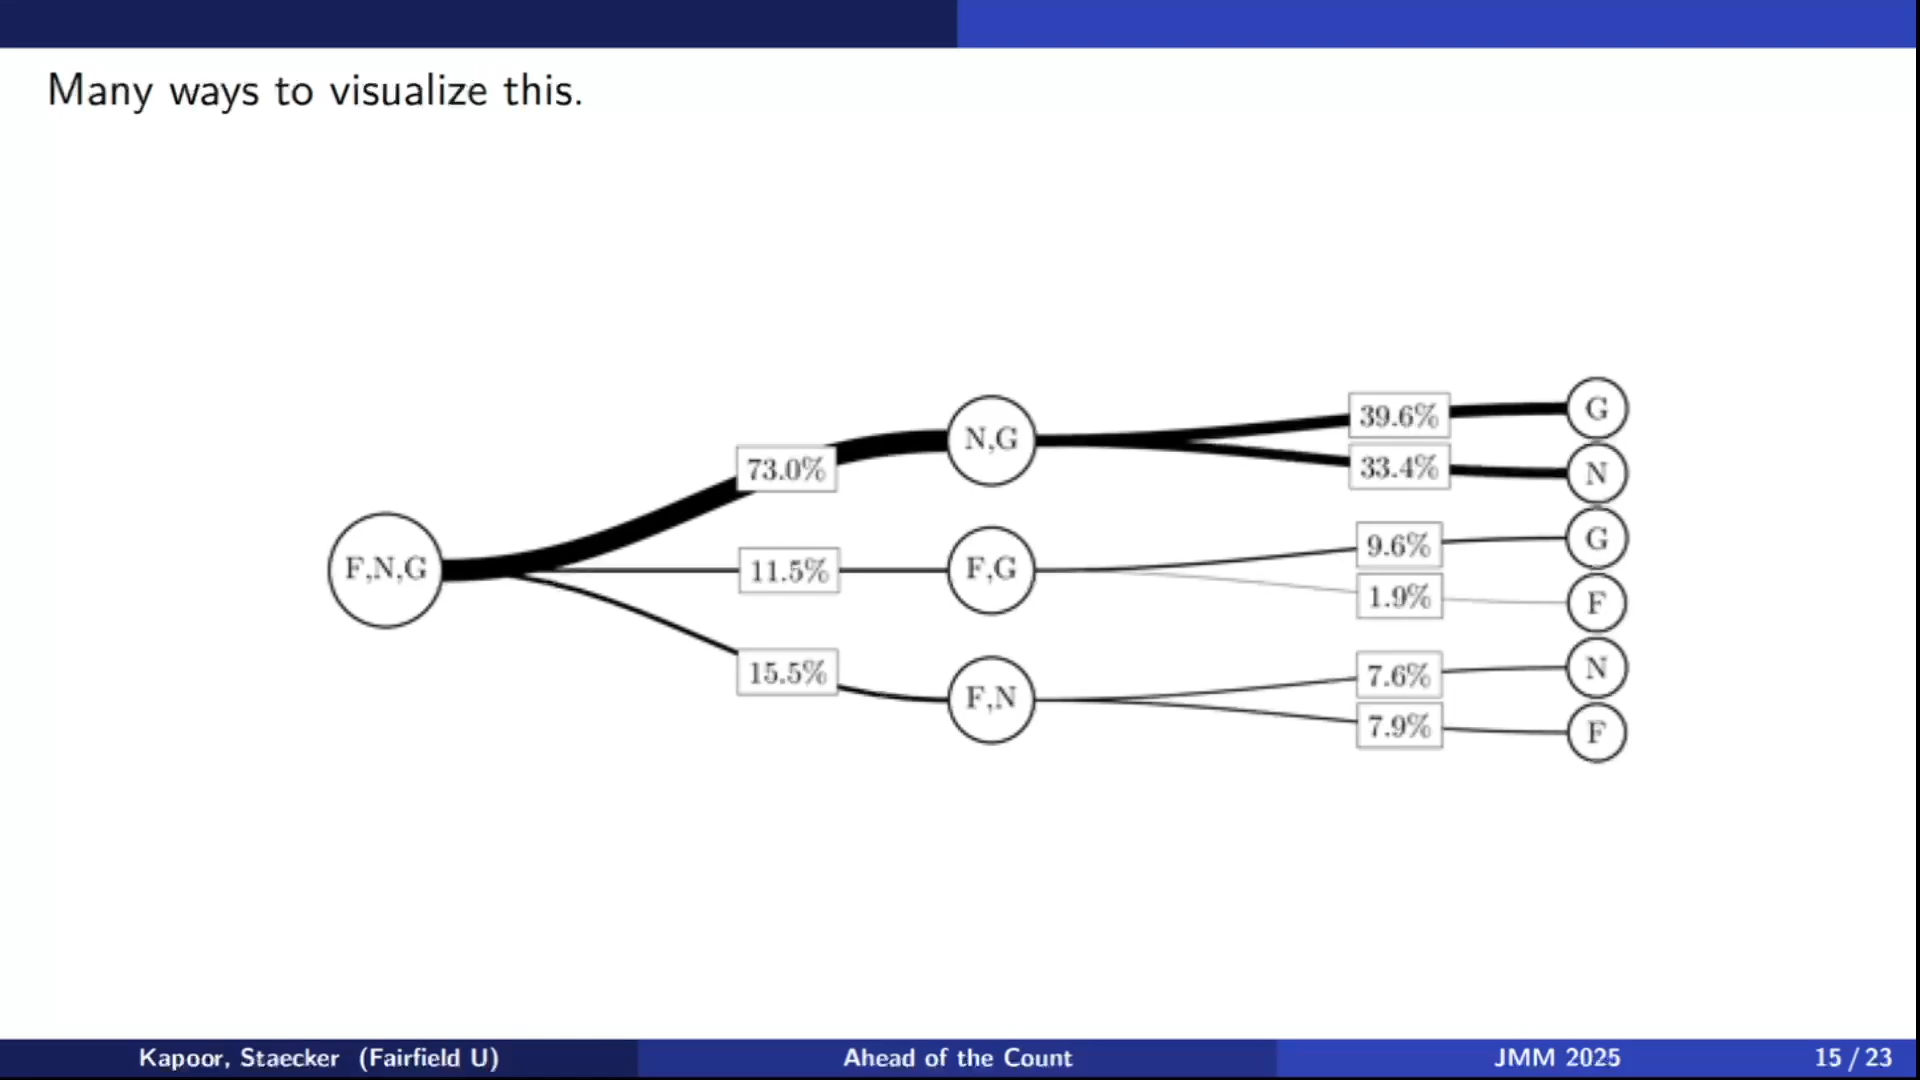 Many ways to visualize this.
F,N,G
73.0%
11.5%
15.5%
N,G
F,G
F,N
39.6%
33.4%
9.6%
1.9%
7.6%
7.9%
G
N
G
F
N
F
Kapoor, Staecker (Fairfield U)
Ahead of the Count
JMM 2025
15 / 23